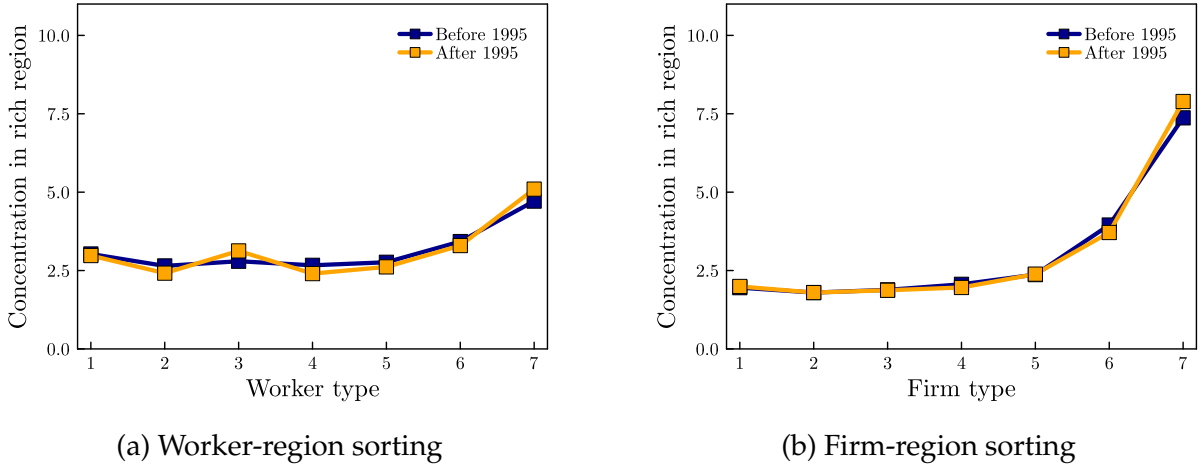 Concentration in rich region
10.0
7.5
5.0
2.5
0.0
Before 1995
After 1995
1 2 3 4 5 6 7
Worker type
(a) Worker-region sorting
Concentration in rich region
10.0
7.5
5.0
2.5
0.0
Before 1995
After 1995
1 2 3 4 5 6 7
Firm type
(b) Firm-region sorting